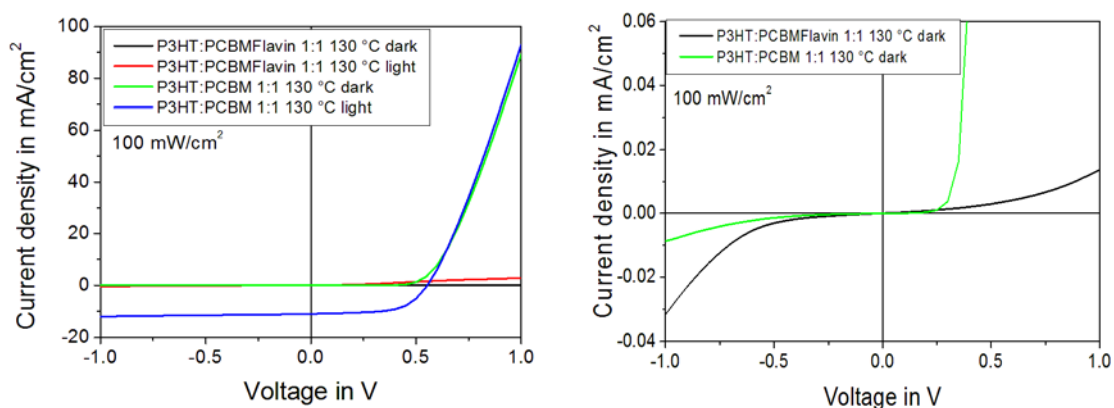 100
80
60
40
20
0
-20
Current density in mA/cm²
P3HT:PCBMFlavin 1:1 130 °C dark
P3HT:PCBMFlavin 1:1 130 °C light
P3HT:PCBM 1:1 130 °C dark
P3HT:PCBM 1:1 130 °C light
100 mW/cm²
-1.0 -0.5 0.0 0.5 1.0
Voltage in V
0.06
0.04
0.02
0.00
-0.02
-0.04
Current density in mA/cm²
P3HT:PCBMFlavin 1:1 130 °C dark
P3HT:PCBM 1:1 130 °C dark
100 mW/cm²
-1.0 -0.5 0.0 0.5 1.0
Voltage in V